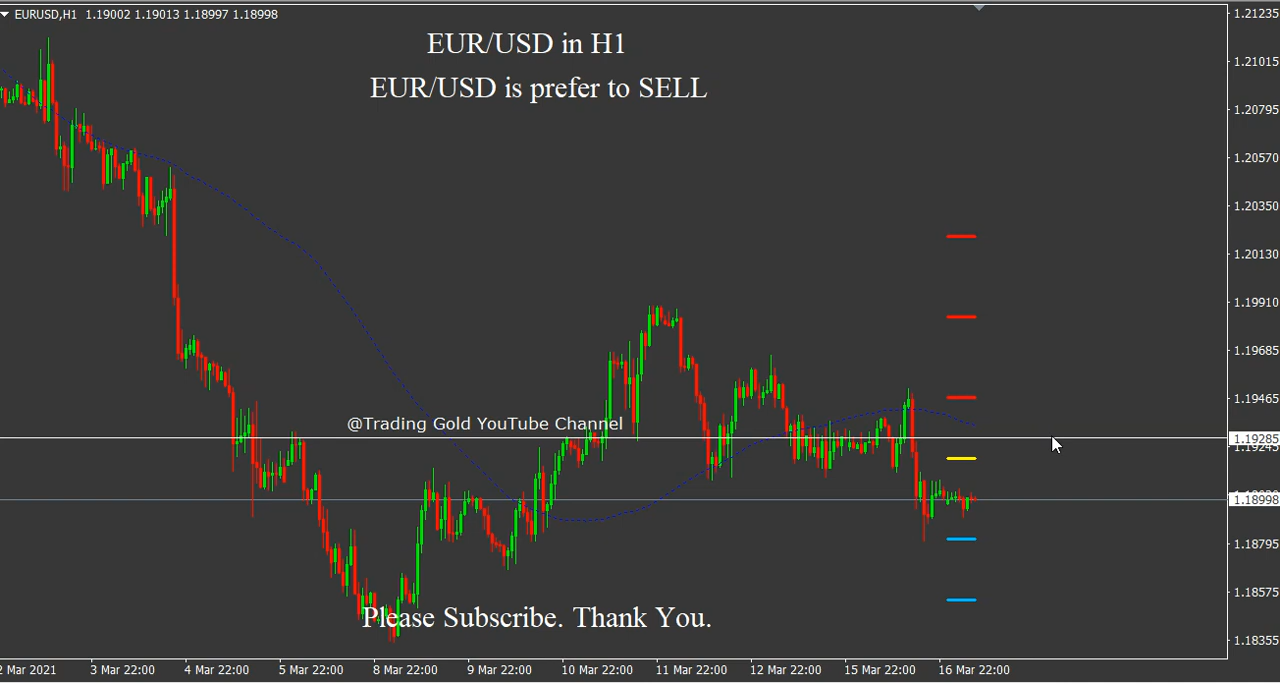 EURUSD,H1 1.19002 1.19013 1.18997 1.18998
EUR/USD in H1
EUR/USD is prefer to SELL
@Trading Gold YouTube Channel
Please Subscribe. Thank You.
1.21235
1.21015
1.20795
1.20570
1.20350
1.20130
1.19910
1.19685
1.19465
1.19285
1.19245
1.18998
1.18795
1.18575
1.18355
2 Mar 2021 3 Mar 22:00 4 Mar 22:00 5 Mar 22:00 8 Mar 22:00 9 Mar 22:00 10 Mar 22:00 11 Mar 22:00 12 Mar 22:00 15 Mar 22:00 16 Mar 22:00